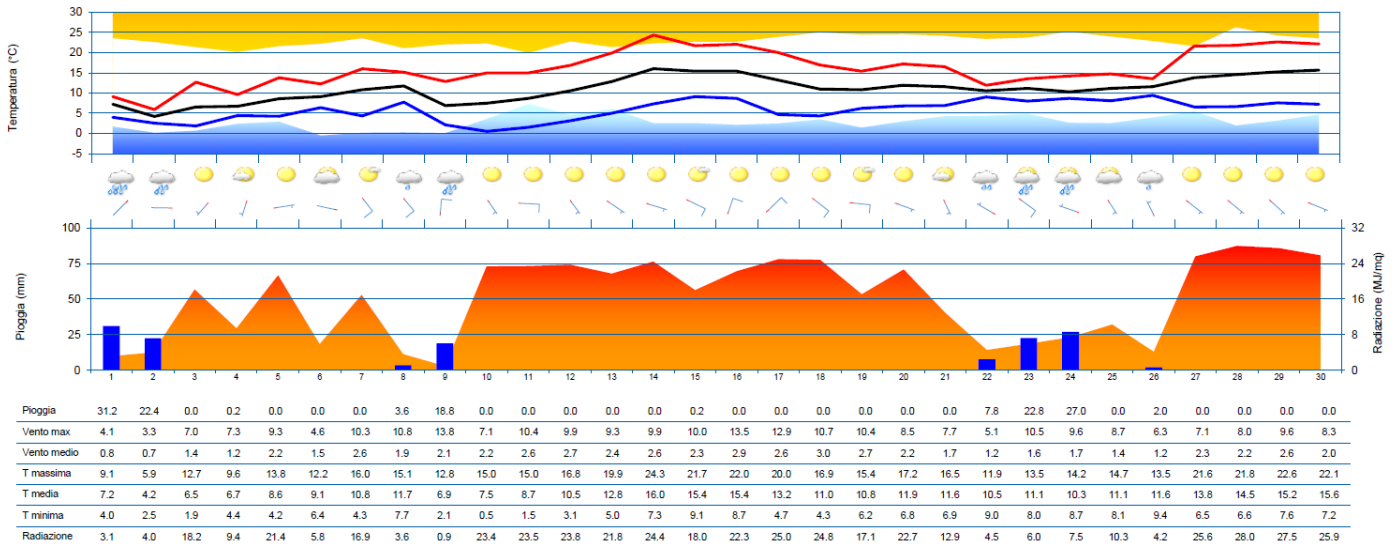 Temperatura (°C)
30
25
20
15
10
5
0
-5
Pioggia (mm)
100
75
50
25
0
Radiazione (MJ/mq)
32
24
16
8
0
1 2 3 4 5 6 7 8 9 10 11 12 13 14 15 16 17 18 19 20 21 22 23 24 25 26 27 28 29 30
Pioggia 31.2 22.4 0.0 0.2 0.0 0.0 0.0 3.6 18.8 0.0 0.0 0.0 0.0 0.0 0.2 0.0 0.0 0.0 0.0 0.0 0.0 7.8 22.8 27.0 0.0 2.0 0.0 0.0 0.0 0.0
Vento max 4.1 3.3 7.0 7.3 9.3 4.6 10.3 10.8 13.8 7.1 10.4 9.9 9.3 9.9 10.0 13.5 12.9 10.7 10.4 8.5 7.7 5.1 10.5 9.6 8.7 6.3 7.1 8.0 9.6 8.3
Vento medio 0.8 0.7 1.4 1.2 2.2 1.5 2.6 1.9 2.1 2.2 2.6 2.7 2.4 2.6 2.3 2.9 2.6 3.0 2.7 2.2 1.7 1.2 1.6 1.7 1.4 1.2 2.3 2.2 2.6 2.0
T massima 9.1 5.9 12.7 9.6 13.8 12.2 16.0 15.1 12.8 15.0 15.0 16.8 19.9 24.3 21.7 22.0 20.0 16.9 15.4 17.2 16.5 11.9 13.5 14.2 14.7 13.5 21.6 21.8 22.6 22.1
T media 7.2 4.2 6.5 6.7 8.6 9.1 10.8 11.7 6.9 7.5 8.7 10.5 12.8 16.0 15.4 15.4 13.2 11.0 10.8 11.9 11.6 10.5 11.1 10.3 11.1 11.6 13.8 14.5 15.2 15.6
T minima 4.0 2.5 1.9 4.4 4.2 6.4 4.3 7.7 2.1 0.5 1.5 3.1 5.0 7.3 9.1 8.7 4.7 4.3 6.2 6.8 6.9 9.0 8.0 8.7 8.1 9.4 6.5 6.6 7.6 7.2
Radiazione 3.1 4.0 18.2 9.4 21.4 5.8 16.9 3.6 0.9 23.4 23.5 23.8 21.8 24.4 18.0 22.3 25.0 24.8 17.1 22.7 12.9 4.5 6.0 7.5 10.3 4.2 25.6 28.0 27.5 25.9